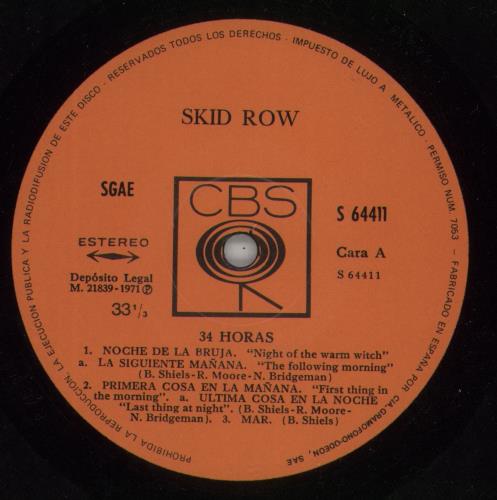 RESERVADOS TODOS LOS DERECHOS - IMPUESTO DE LUJO A METALICO - PERMISO NUM. 7053 - FABRICADO EN ESPAÑA POR CIA. GRAMOFONO-ODEON, SAE
PROHIBIDA LA REPRODUCCION, LA EJECUCION PUBLICA Y LA RADIODIFUSION DE ESTE DISCO -
SKID ROW
SGAE
CBS
S 64411
ESTEREO
Cara A
S 64411
Depósito Legal
M. 21839-1971 Ⓟ
33 1/3
34 HORAS
1. NOCHE DE LA BRUJA. "Night of the warm witch"
a. LA SIGUIENTE MAÑANA. "The following morning"
(B. Shiels-R. Moore-N. Bridgeman)
2. PRIMERA COSA EN LA MAÑANA. "First thing in
the morning". a. ULTIMA COSA EN LA NOCHE
"Last thing at night". (B. Shiels-R. Moore-
N. Bridgeman). 3. MAR. (B. Shiels)